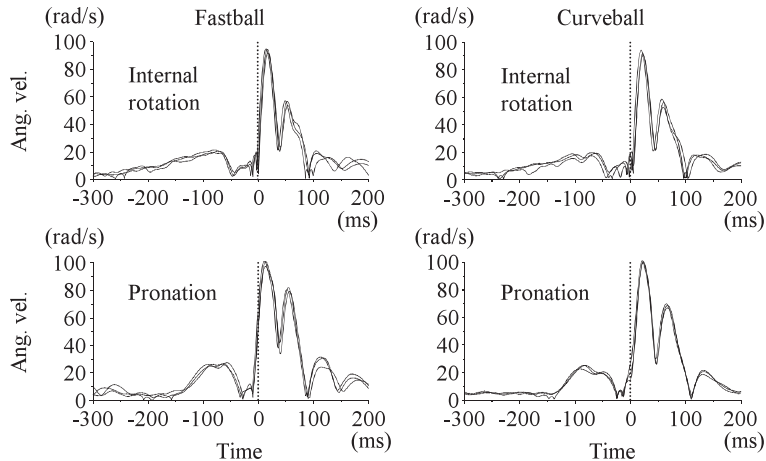 (rad/s) Fastball
100
80
60
40
20
0
Ang. vel.
Internal
rotation
-300 -200 -100 0 100 200
(ms)
(rad/s) Curveball
100
80
60
40
20
0
Internal
rotation
-300 -200 -100 0 100 200
(ms)
(rad/s)
100
80
60
40
20
0
Ang. vel.
Pronation
-300 -200 -100 0 100 200
Time (ms)
(rad/s)
100
80
60
40
20
0
Pronation
-300 -200 -100 0 100 200
Time (ms)